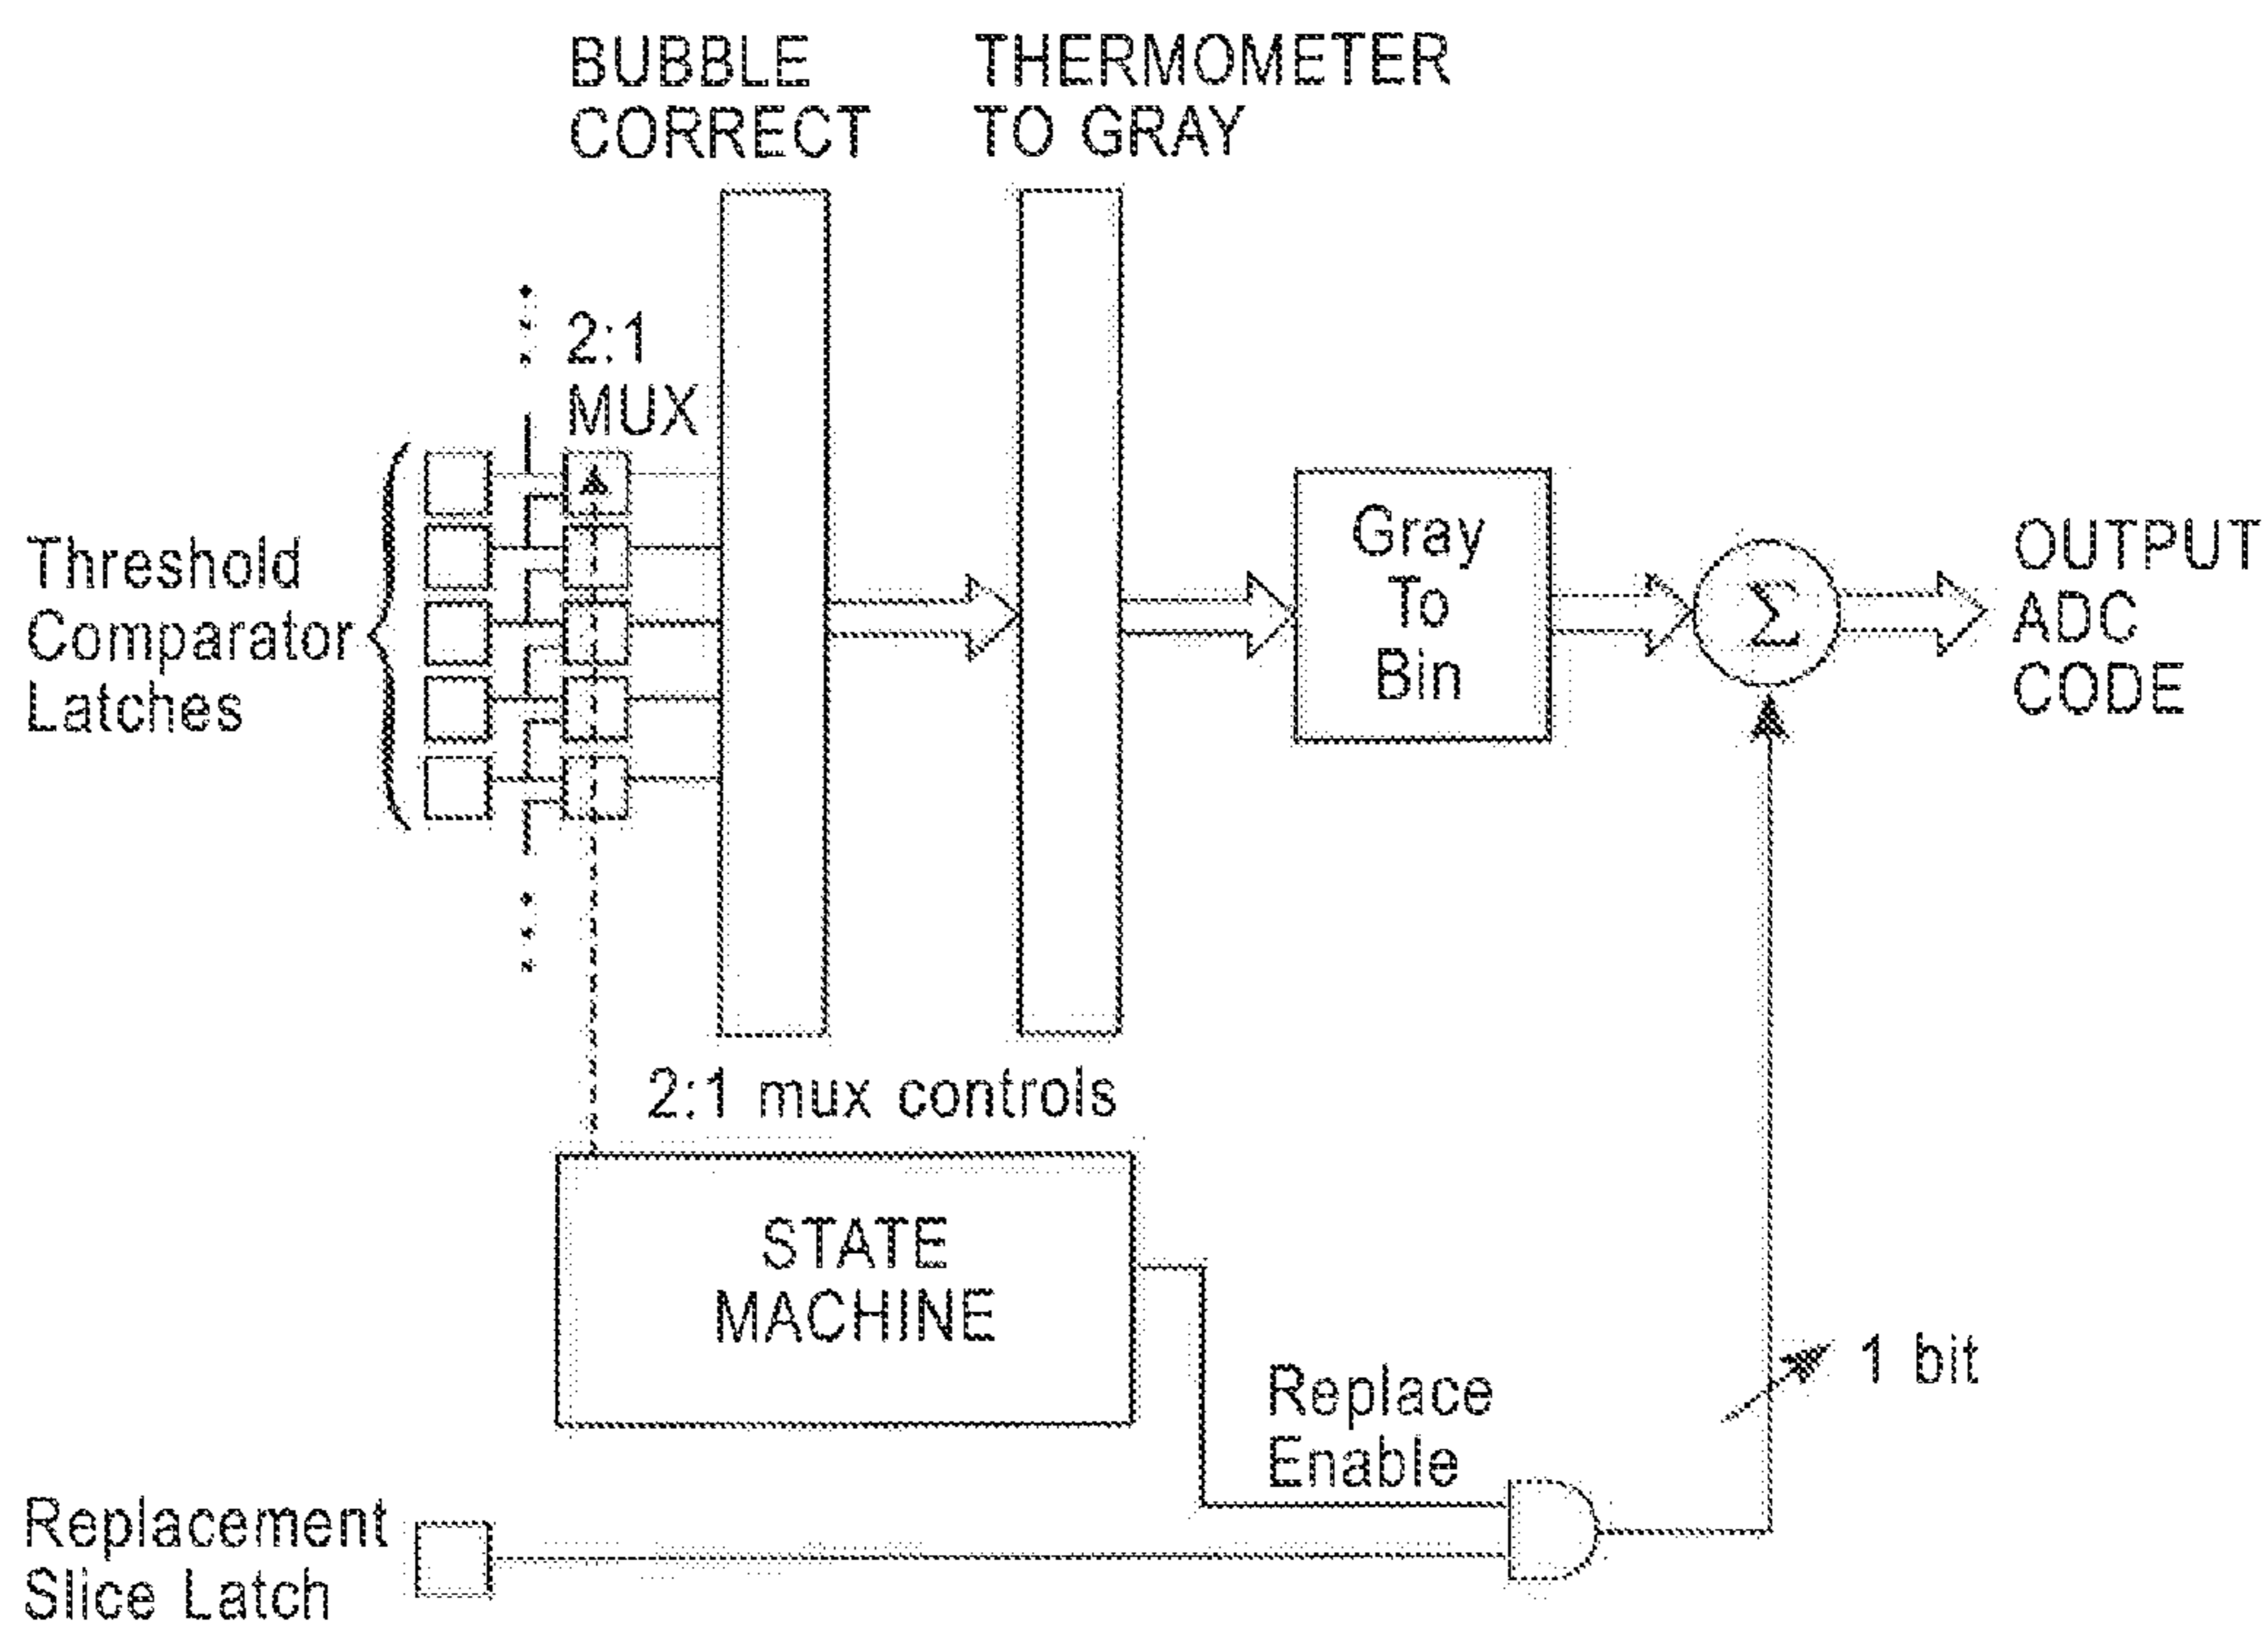 BUBBLE
CORRECT
THERMOMETER
TO GRAY
2:1
MUX
Threshold
Comparator
Latches
Gray
To
Bin
Σ
OUTPUT
ADC
CODE
2:1 mux controls
STATE
MACHINE
Replace
Enable
1 bit
Replacement
Slice Latch